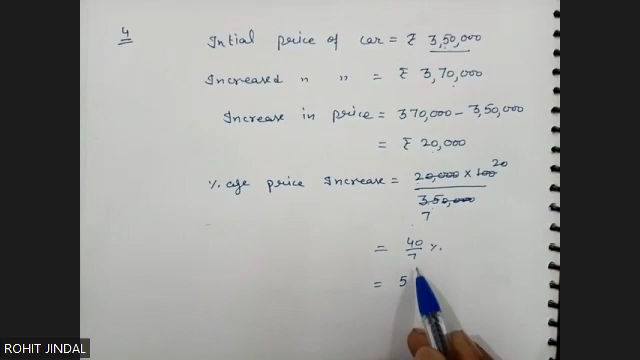 4
Intial price of car = ₹ 3,50,000
Increased " " = ₹ 3,70,000
Increase in price = 370,000 - 3,50,000
= ₹ 20,000
%age price Increase = 20,000 × 100 20
3,50,000
7
= 40/7 %.
= 5
ROHIT JINDAL